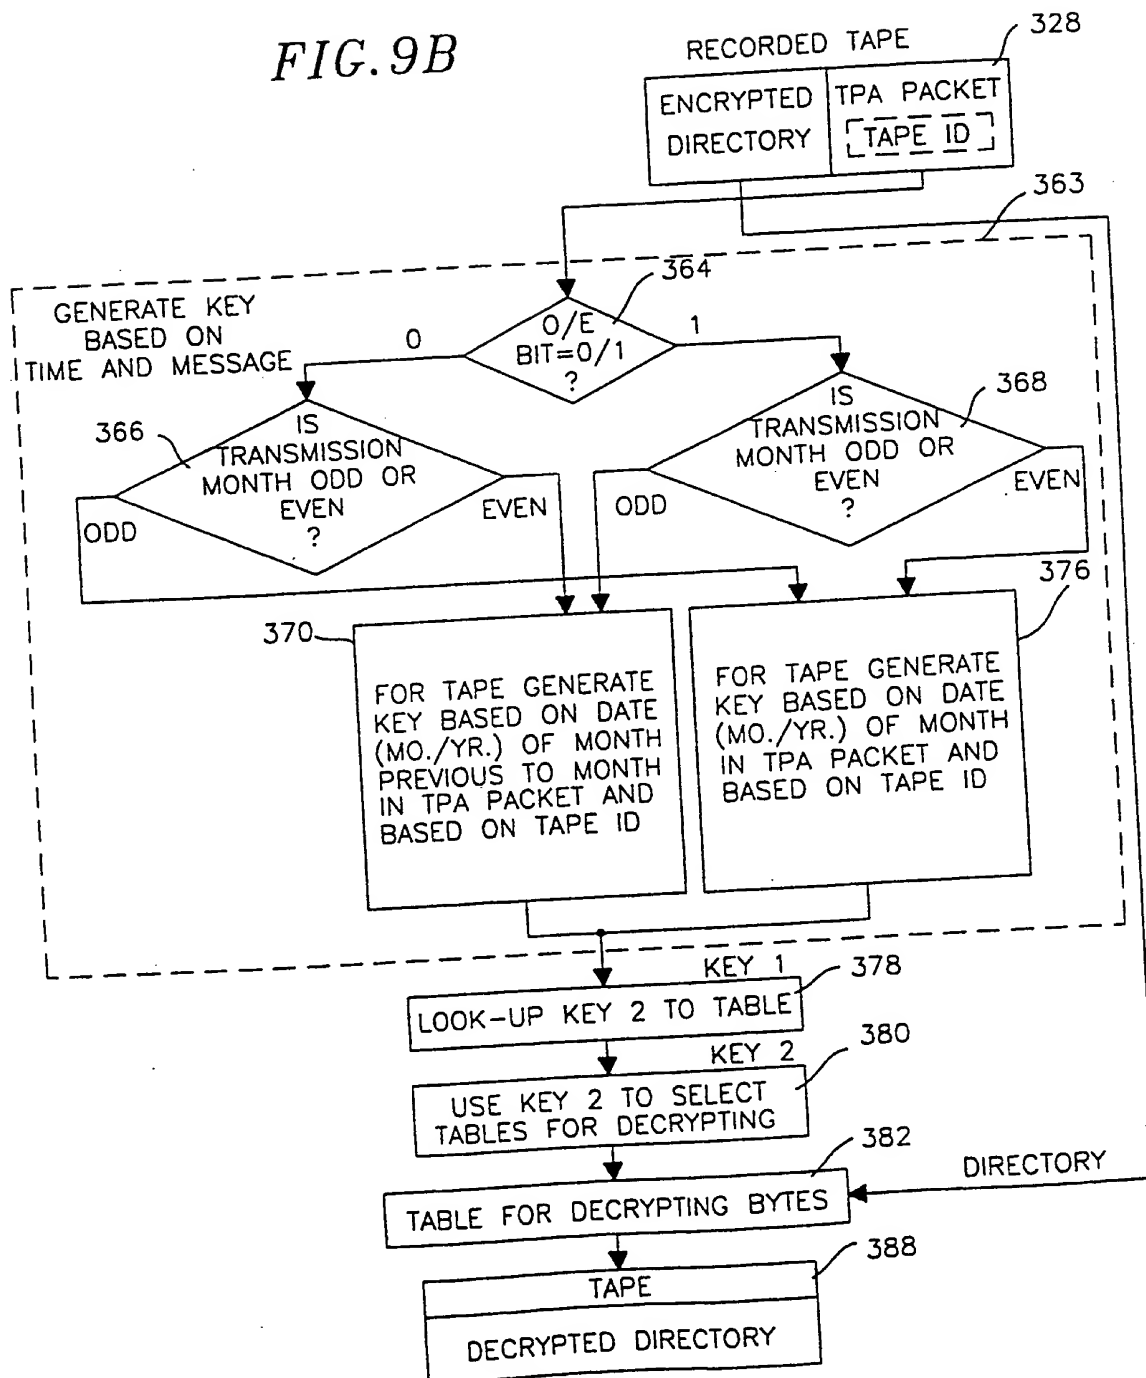 FIG. 9B
RECORDED TAPE
328
ENCRYPTED
DIRECTORY
TPA PACKET
TAPE ID
363
364
GENERATE KEY
BASED ON
TIME AND MESSAGE
0
O/E
BIT=0/1
?
1
366
IS
TRANSMISSION
MONTH ODD OR
EVEN
?
ODD
EVEN
368
IS
TRANSMISSION
MONTH ODD OR
EVEN
?
ODD
EVEN
370
FOR TAPE GENERATE
KEY BASED ON DATE
(MO./YR.) OF MONTH
PREVIOUS TO MONTH
IN TPA PACKET AND
BASED ON TAPE ID
376
FOR TAPE GENERATE
KEY BASED ON DATE
(MO./YR.) OF MONTH
IN TPA PACKET AND
BASED ON TAPE ID
KEY 1
378
LOOK-UP KEY 2 TO TABLE
KEY 2
380
USE KEY 2 TO SELECT
TABLES FOR DECRYPTING
382
DIRECTORY
TABLE FOR DECRYPTING BYTES
388
TAPE
DECRYPTED DIRECTORY